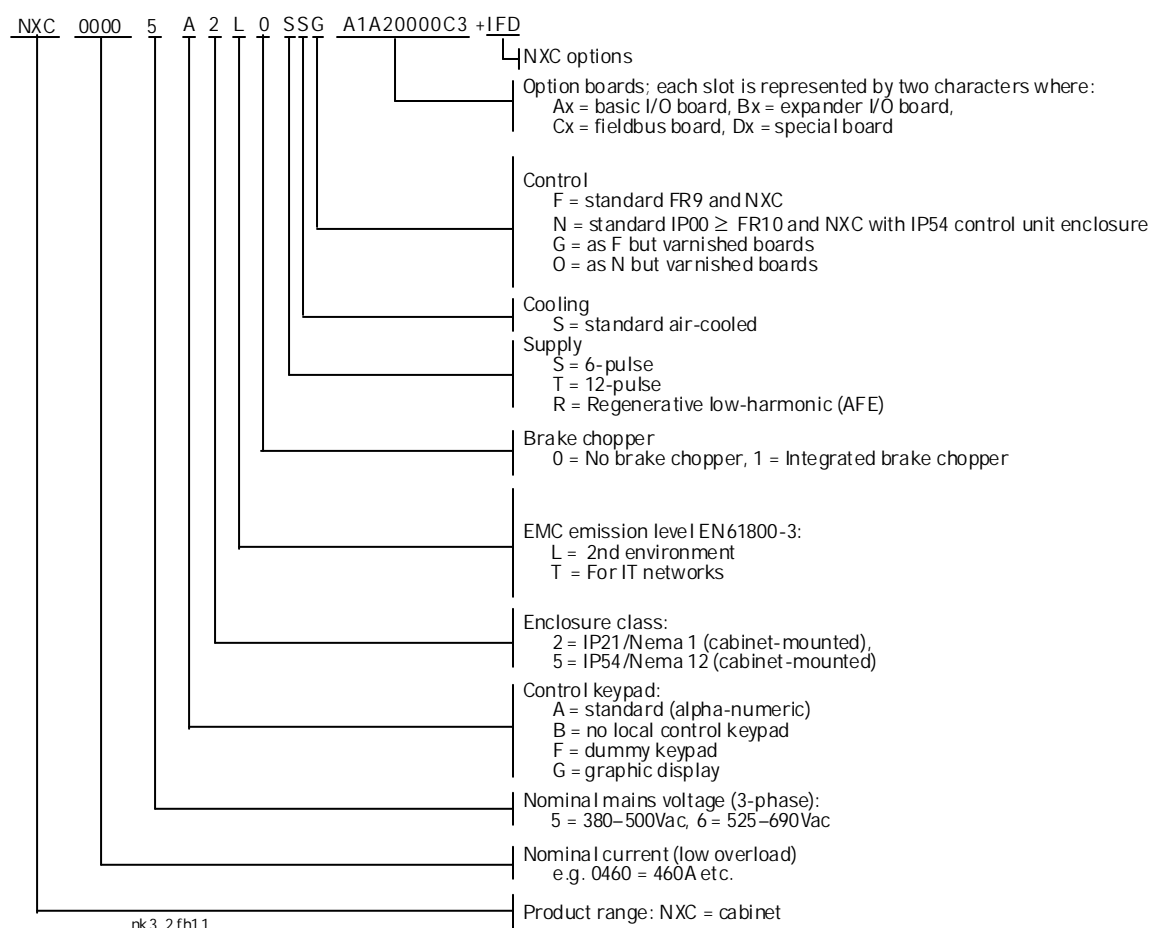 NXC 0000 5 A 2 L 0 SSG A1A20000C3 +IFD
NXC options
Option boards; each slot is represented by two characters where:
Ax = basic I/O board, Bx = expander I/O board,
Cx = fieldbus board, Dx = special board
Control
F = standard FR9 and NXC
N = standard IP00 ≥ FR10 and NXC with IP54 control unit enclosure
G = as F but varnished boards
O = as N but varnished boards
Cooling
S = standard air-cooled
Supply
S = 6-pulse
T = 12-pulse
R = Regenerative low-harmonic (AFE)
Brake chopper
0 = No brake chopper, 1 = Integrated brake chopper
EMC emission level EN61800-3:
L = 2nd environment
T = For IT networks
Enclosure class:
2 = IP21/Nema 1 (cabinet-mounted),
5 = IP54/Nema 12 (cabinet-mounted)
Control keypad:
A = standard (alpha-numeric)
B = no local control keypad
F = dummy keypad
G = graphic display
Nominal mains voltage (3-phase):
5 = 380–500Vac, 6 = 525–690Vac
Nominal current (low overload)
e.g. 0460 = 460A etc.
Product range: NXC = cabinet